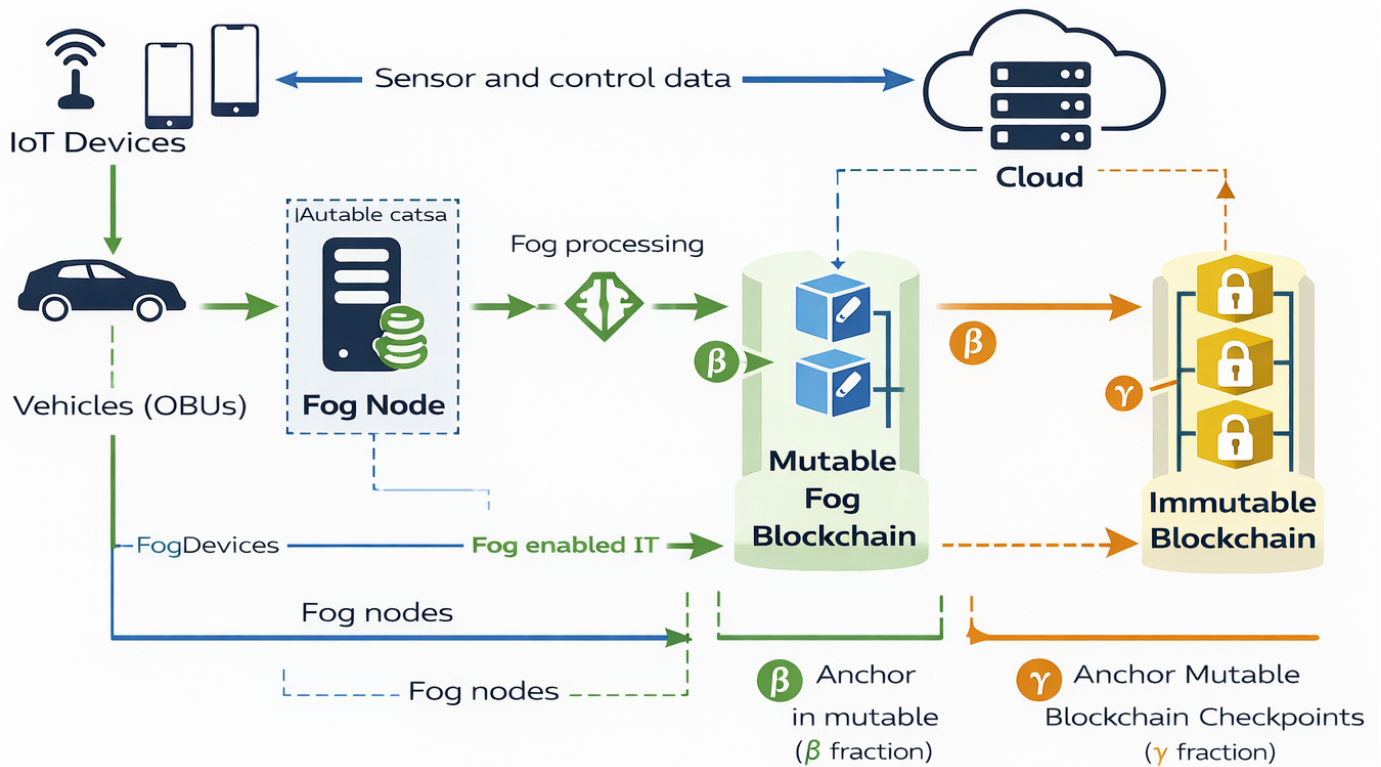 Sensor and control data
IoT Devices
Cloud
|Autable catsa
Fog processing
Fog Node
Vehicles (OBUs)
β
β
γ
Mutable
Fog
Blockchain
Immutable
Blockchain
FogDevices
Fog enabled IT
Fog nodes
Fog nodes
β Anchor
in mutable
(β fraction)
γ Anchor Mutable
Blockchain Checkpoints
(γ fraction)